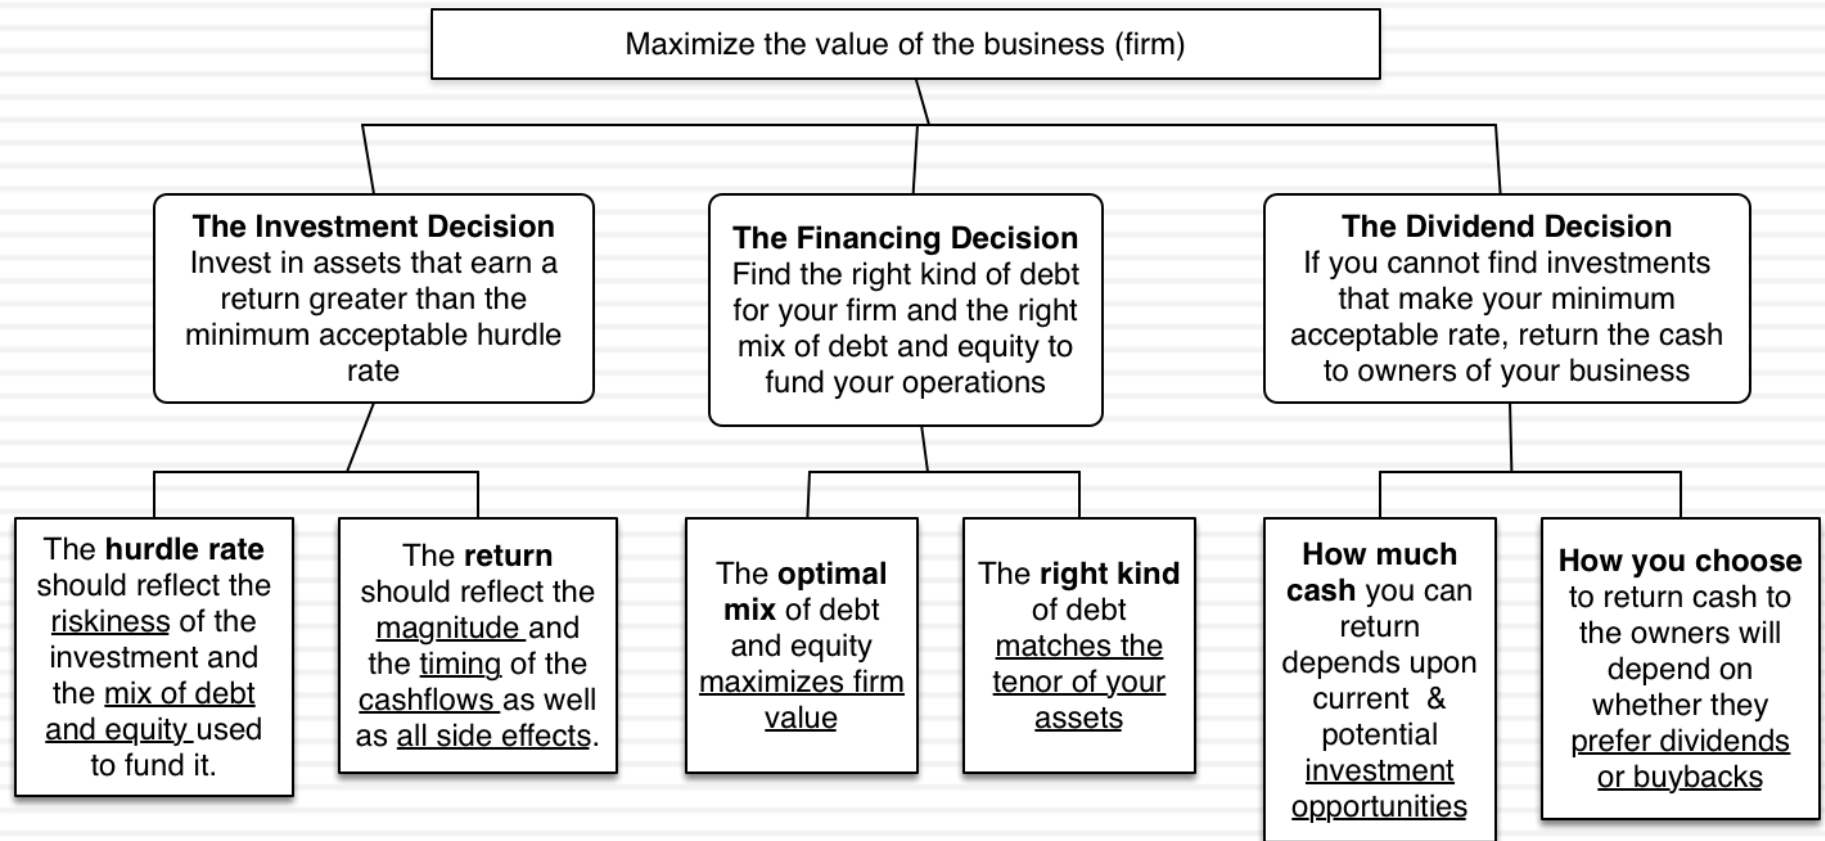 Maximize the value of the business (firm)
The Investment Decision
Invest in assets that earn a
return greater than the
minimum acceptable hurdle
rate
The Financing Decision
Find the right kind of debt
for your firm and the right
mix of debt and equity to
fund your operations
The Dividend Decision
If you cannot find investments
that make your minimum
acceptable rate, return the cash
to owners of your business
The hurdle rate
should reflect the
riskiness of the
investment and
the mix of debt
and equity used
to fund it.
The return
should reflect the
magnitude and
the timing of the
cashflows as well
as all side effects.
The optimal
mix of debt
and equity
maximizes firm
value
The right kind
of debt
matches the
tenor of your
assets
How much
cash you can
return
depends upon
current &
potential
investment
opportunities
How you choose
to return cash to
the owners will
depend on
whether they
prefer dividends
or buybacks